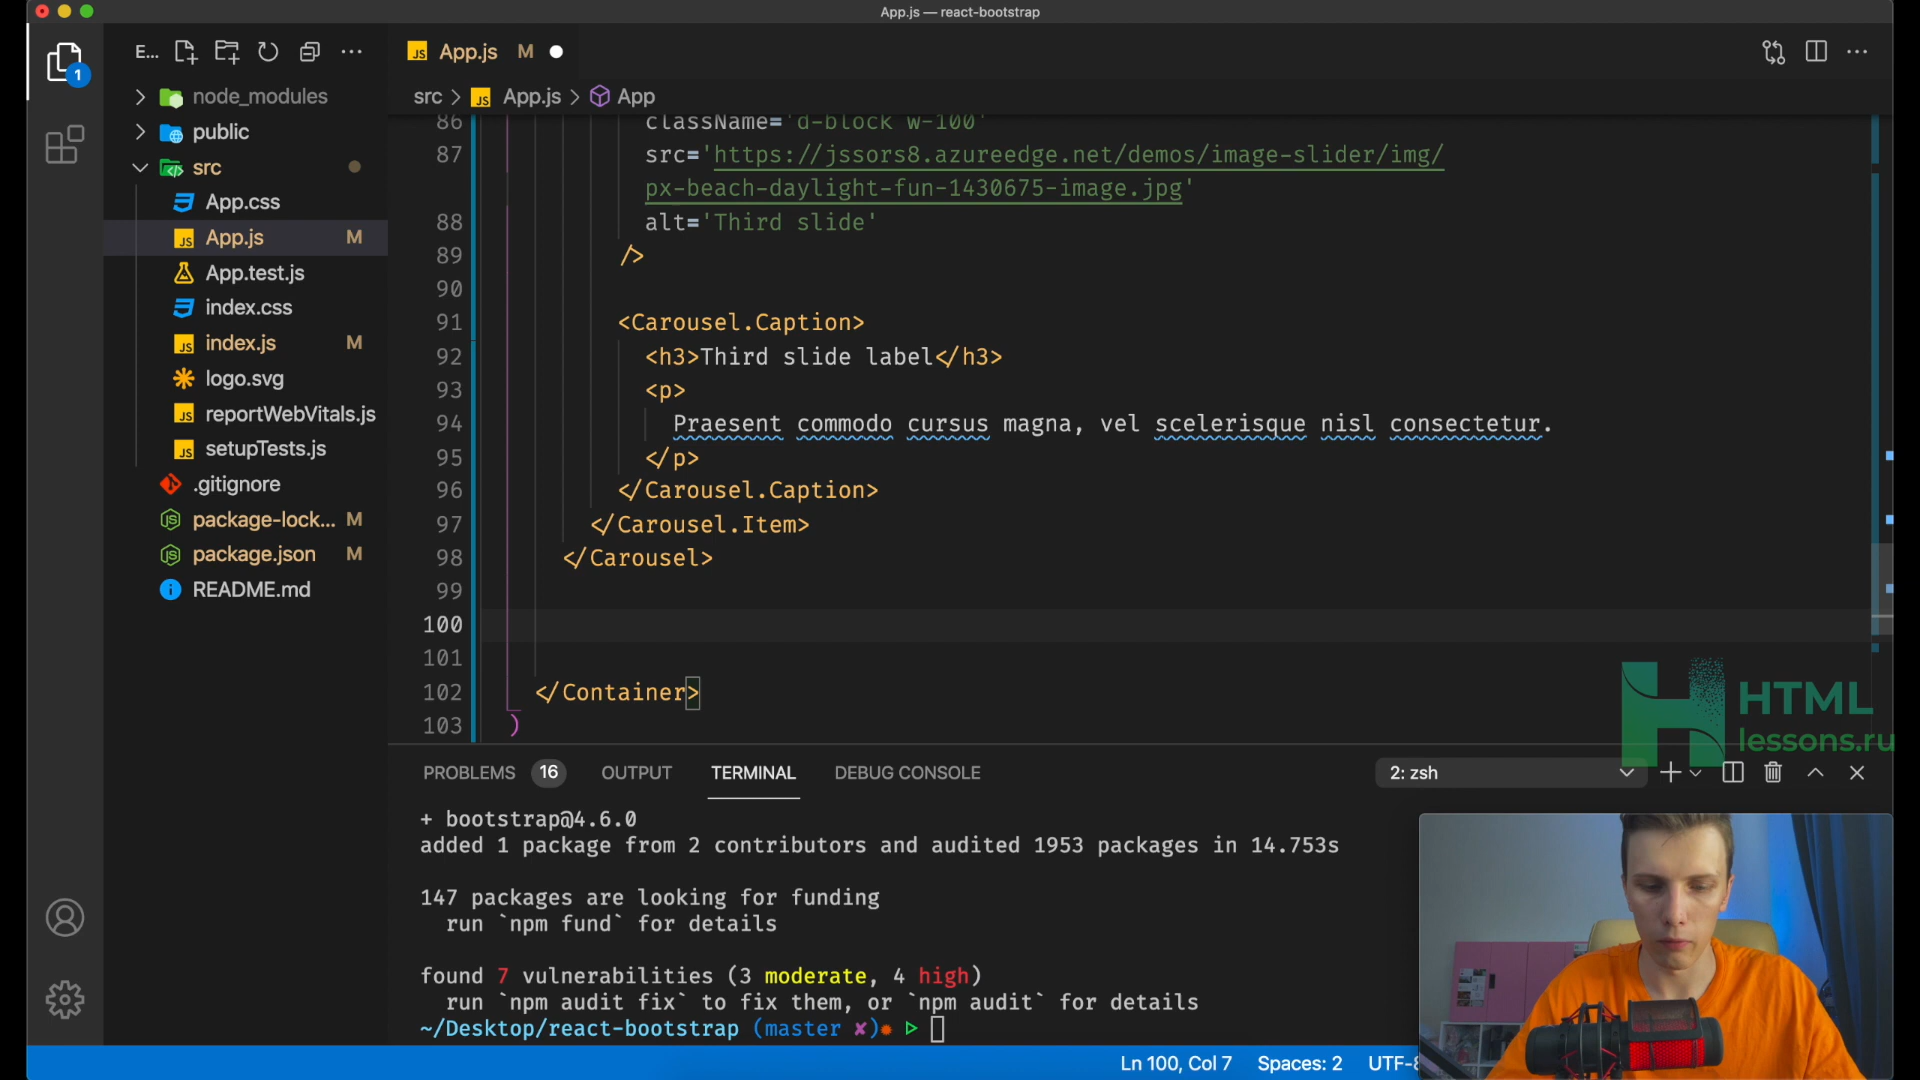 App.js — react-bootstrap
E...
App.js M
1
src > App.js > App
node_modules
public
src
App.css
App.js M
App.test.js
index.css
index.js M
logo.svg
reportWebVitals.js
setupTests.js
.gitignore
package-lock... M
package.json M
README.md
86 className='d-block w-100'
87 src='https://jssors8.azureedge.net/demos/image-slider/img/
px-beach-daylight-fun-1430675-image.jpg'
88 alt='Third slide'
89 />
90
91 <Carousel.Caption>
92 <h3>Third slide label</h3>
93 <p>
94 Praesent commodo cursus magna, vel scelerisque nisl consectetur.
95 </p>
96 </Carousel.Caption>
97 </Carousel.Item>
98 </Carousel>
99
100
101
102 </Container>
103 )
HTML
lessons.ru
PROBLEMS 16 OUTPUT TERMINAL DEBUG CONSOLE 2: zsh
+ bootstrap@4.6.0
added 1 package from 2 contributors and audited 1953 packages in 14.753s
147 packages are looking for funding
run `npm fund` for details
found 7 vulnerabilities (3 moderate, 4 high)
run `npm audit fix` to fix them, or `npm audit` for details
~/Desktop/react-bootstrap (master ✘)✹ ▷
Ln 100, Col 7 Spaces: 2 UTF-8